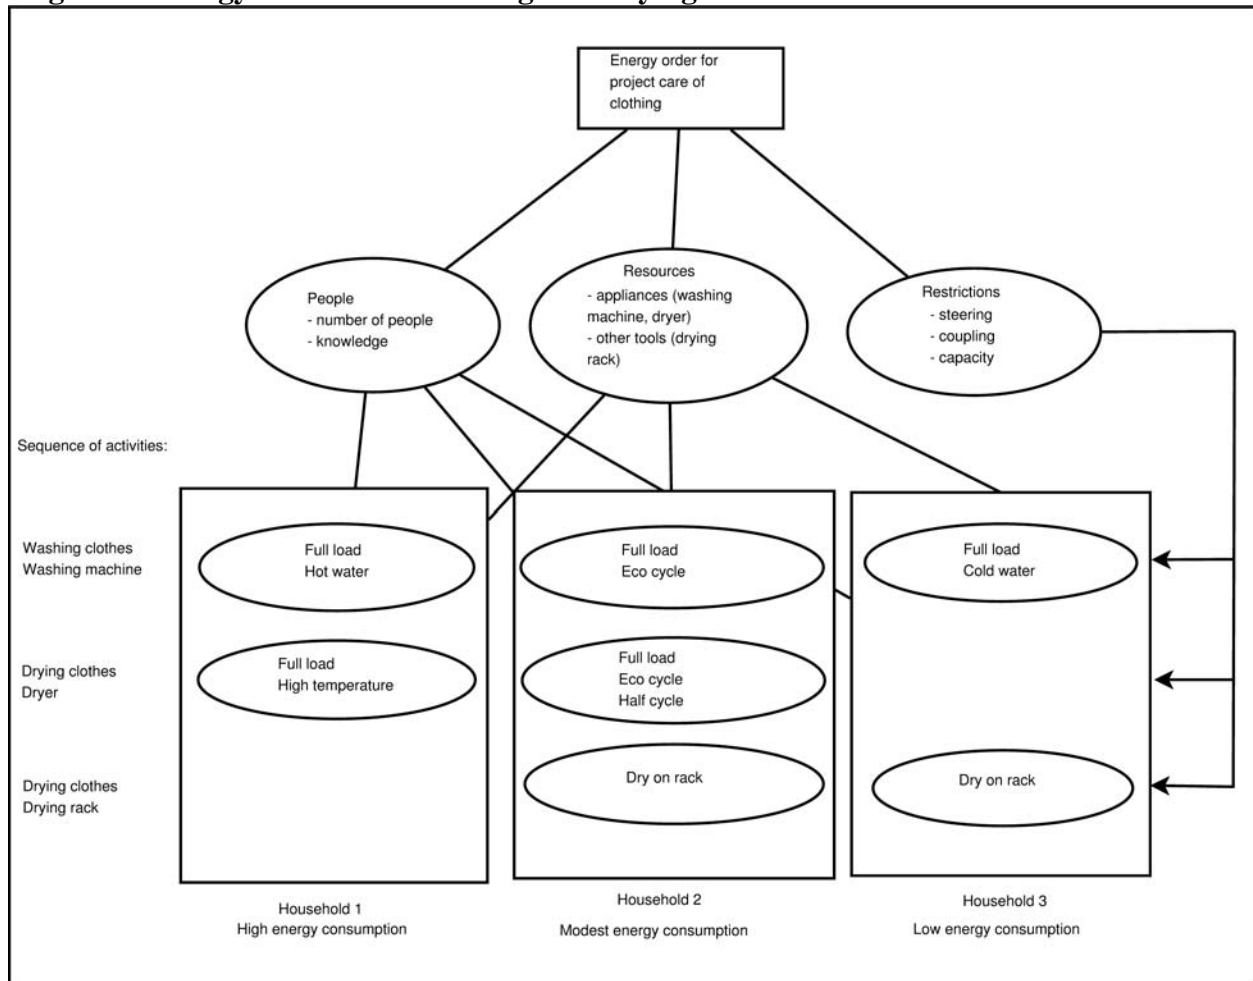 Energy order for
project care of
clothing
People
- number of people
- knowledge
Resources
- appliances (washing
machine, dryer)
- other tools (drying
rack)
Restrictions
- steering
- coupling
- capacity
Sequence of activities:
Washing clothes
Washing machine
Full load
Hot water
Full load
Eco cycle
Full load
Cold water
Drying clothes
Dryer
Full load
High temperature
Full load
Eco cycle
Half cycle
Drying clothes
Drying rack
Dry on rack
Dry on rack
Household 1
High energy consumption
Household 2
Modest energy consumption
Household 3
Low energy consumption